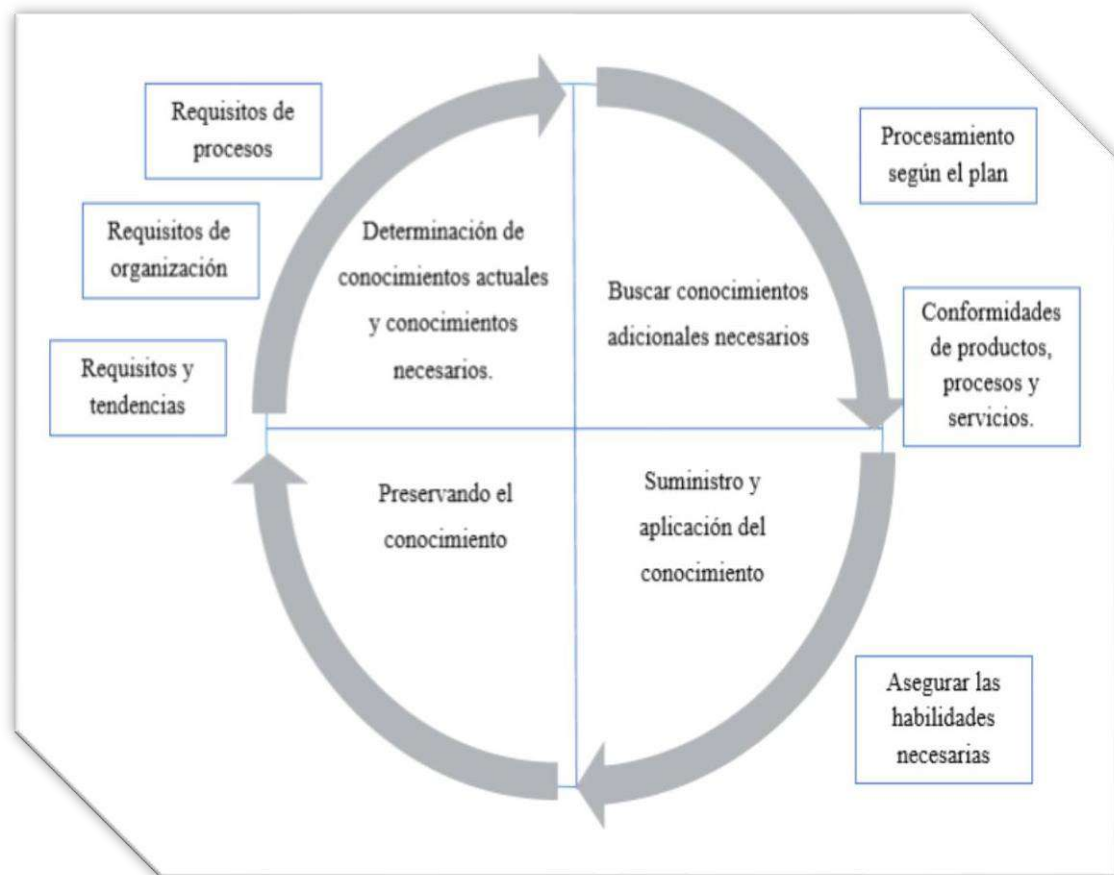 Requisitos de
procesos
Requisitos de
organización
Requisitos y
tendencias
Determinación de
conocimientos actuales
y conocimientos
necesarios.
Buscar conocimientos
adicionales necesarios
Procesamiento
según el plan
Conformidades
de productos,
procesos y
servicios.
Preservando el
conocimiento
Suministro y
aplicación del
conocimiento
Asegurar las
habilidades
necesarias